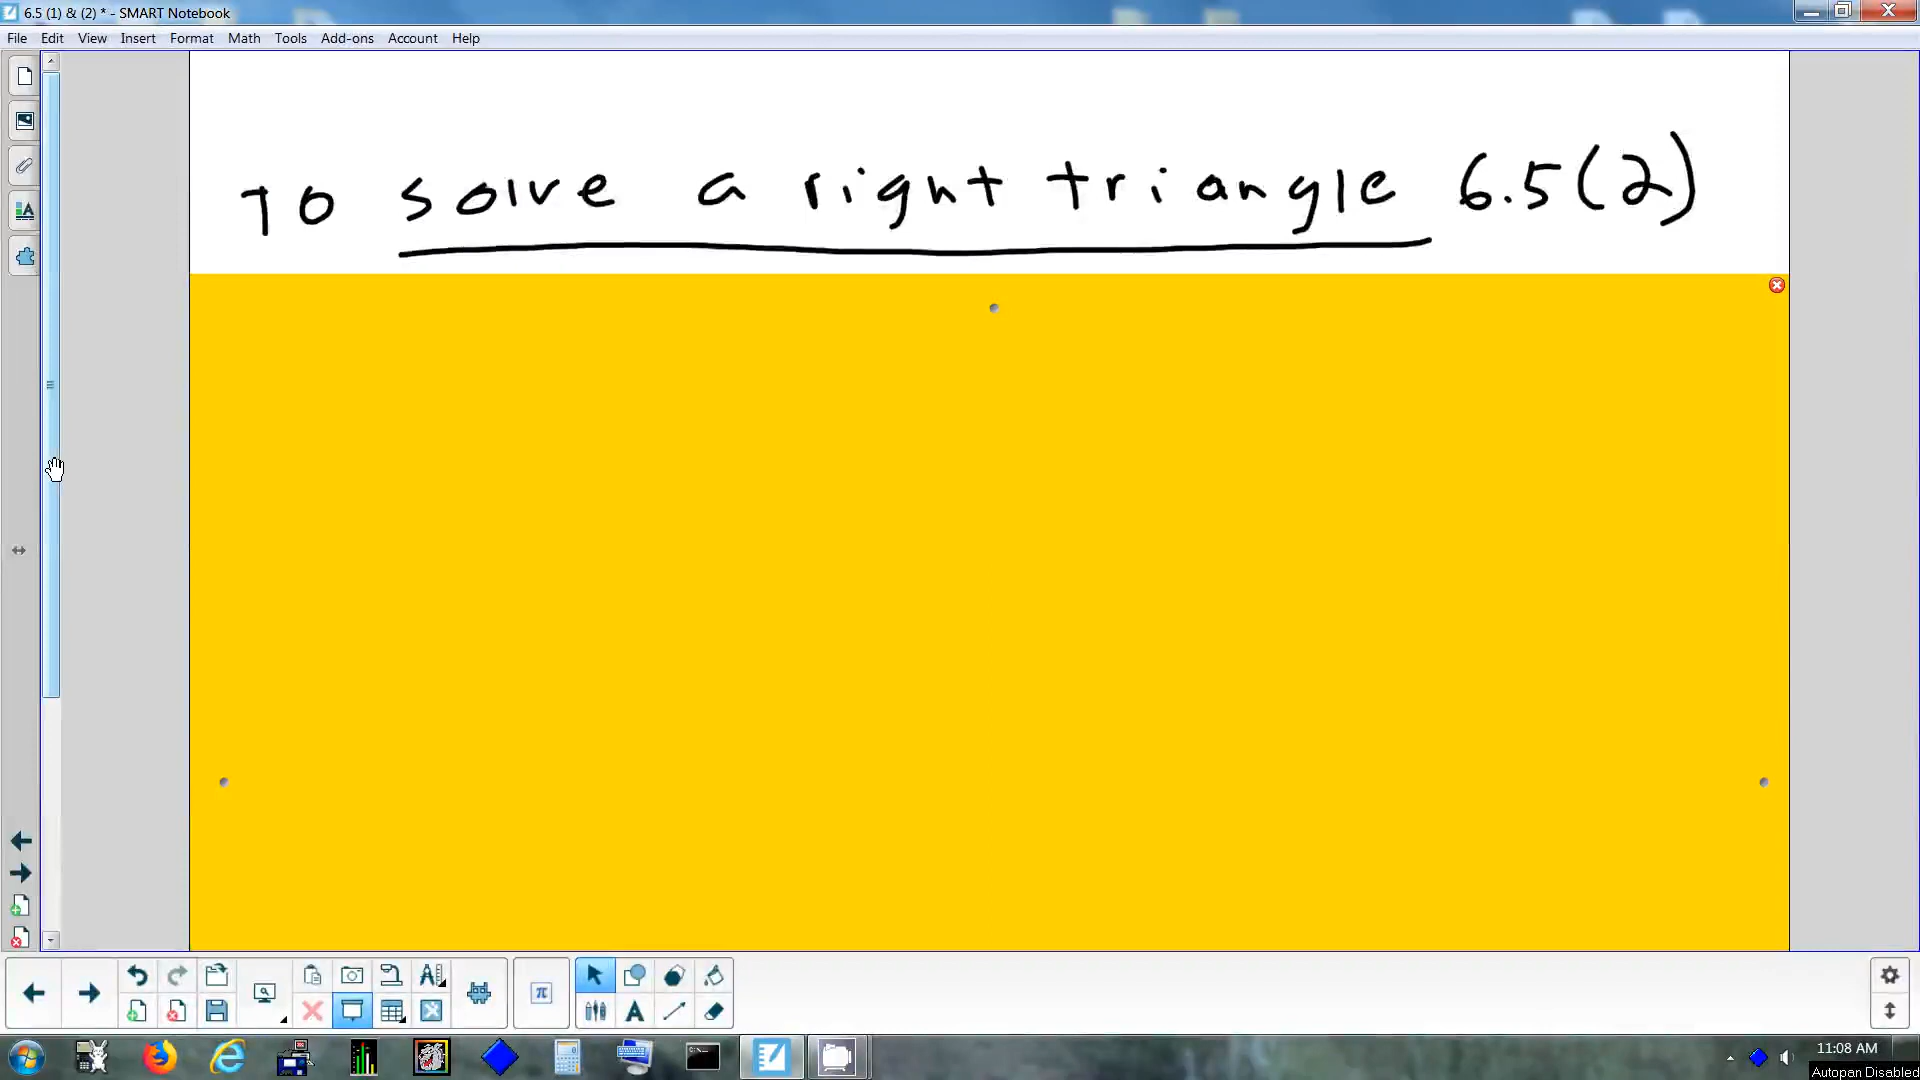 6.5 (1) & (2) * - SMART Notebook
File Edit View Insert Format Math Tools Add-ons Account Help
To solve a right triangle 6.5(2)
11:08 AM
Autopan Disabled